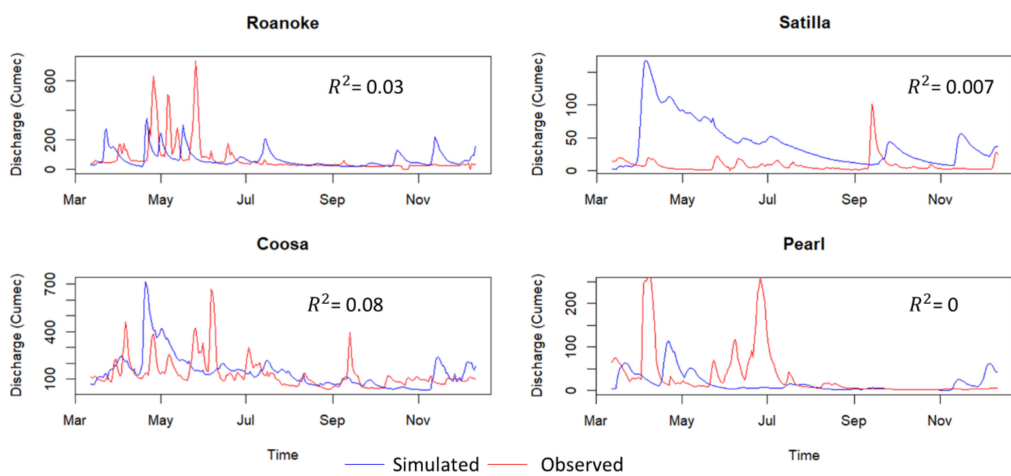 Roanoke
Discharge (Cumec)
600
200
0
R² = 0.03
Mar May Jul Sep Nov
Satilla
Discharge (Cumec)
100
50
0
R² = 0.007
Mar May Jul Sep Nov
Coosa
Discharge (Cumec)
700
400
100
R² = 0.08
Mar May Jul Sep Nov
Time
Pearl
Discharge (Cumec)
200
100
50
0
R² = 0
Mar May Jul Sep Nov
Time
Simulated Observed